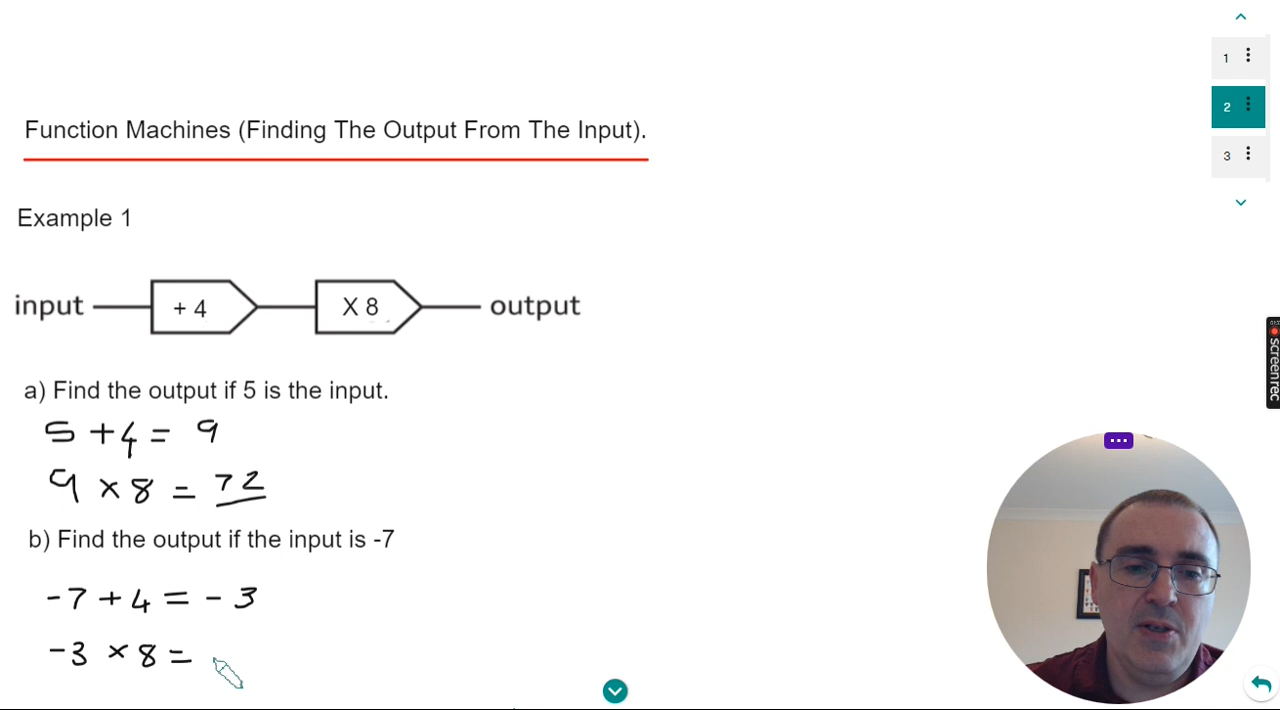 1
2
3
Function Machines (Finding The Output From The Input).
Example 1
input + 4 X 8 output
a) Find the output if 5 is the input.
5 + 4 = 9
9 × 8 = 72
b) Find the output if the input is -7
-7 + 4 = - 3
-3 × 8 =
screenrec